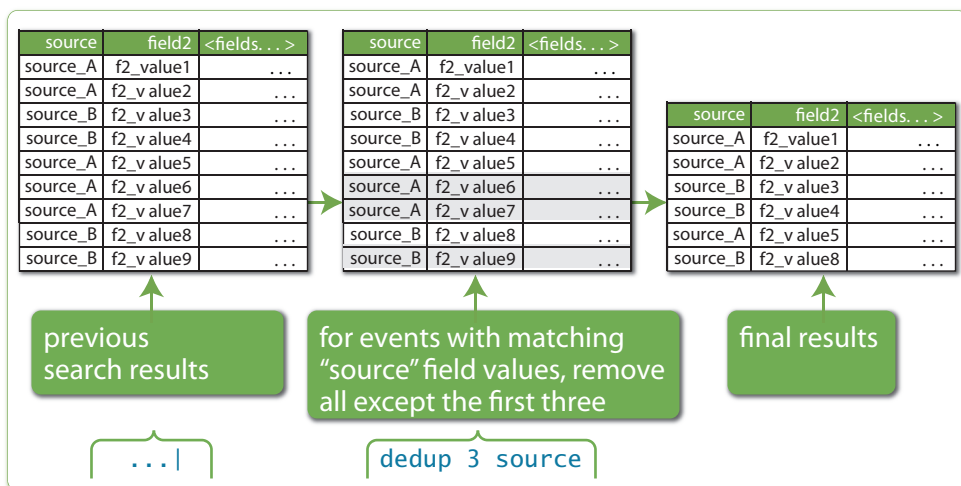 source field2 <fields...>
source_A f2_value1 ...
source_A f2_v alue2 ...
source_B f2_v alue3 ...
source_B f2_v alue4 ...
source_A f2_v alue5 ...
source_A f2_v alue6 ...
source_A f2_v alue7 ...
source_B f2_v alue8 ...
source_B f2_v alue9 ...
source field2 <fields...>
source_A f2_value1 ...
source_A f2_v alue2 ...
source_B f2_v alue3 ...
source_B f2_v alue4 ...
source_A f2_v alue5 ...
source_A f2_v alue6 ...
source_A f2_v alue7 ...
source_B f2_v alue8 ...
source_B f2_v alue9 ...
source field2 <fields...>
source_A f2_value1 ...
source_A f2_v alue2 ...
source_B f2_v alue3 ...
source_B f2_v alue4 ...
source_A f2_v alue5 ...
source_B f2_v alue8 ...
previous
search results
for events with matching
“source” field values, remove
all except the first three
final results
...|
dedup 3 source